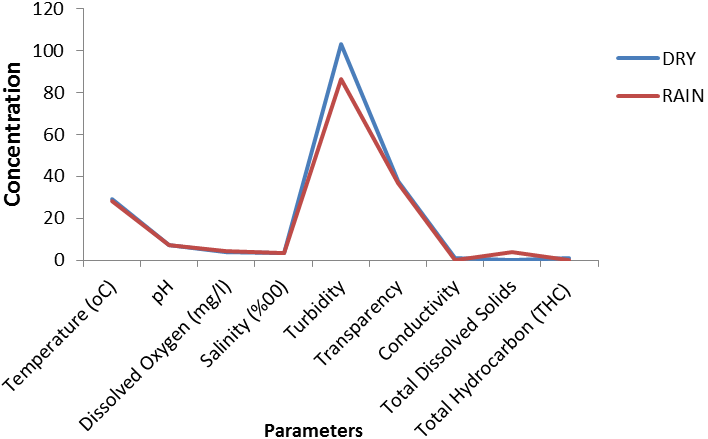 120
100
80
60
40
20
0
Concentration
DRY
RAIN
Temperature (oC)
pH
Dissolved Oxygen (mg/l)
Salinity (%00)
Turbidity
Transparency
Conductivity
Total Dissolved Solids
Total Hydrocarbon (THC)
Parameters